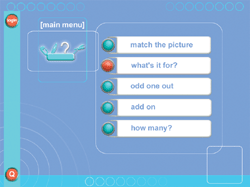 [main menu]
?
match the picture
what's it for?
odd one out
add on
how many?
Q